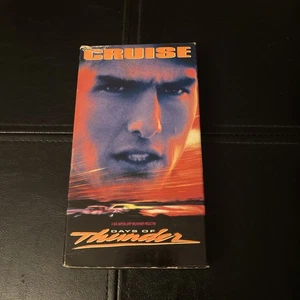 CRUISE
DAYS OF
Thunder